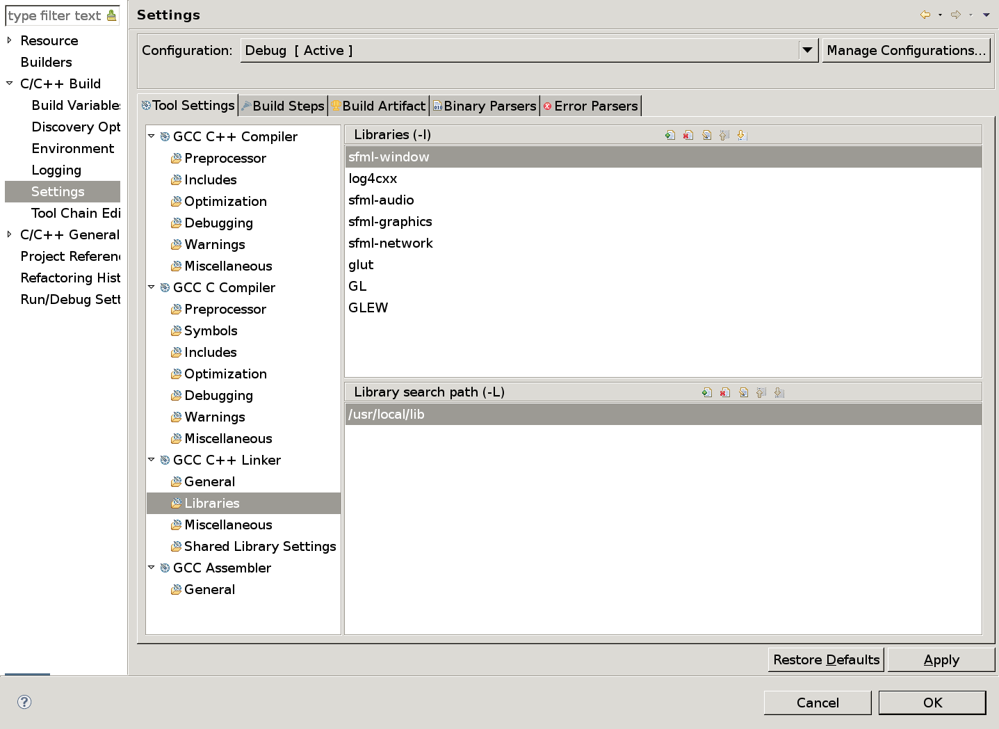 type filter text
Resource
Builders
C/C++ Build
Build Variables
Discovery Opt
Environment
Logging
Settings
Tool Chain Edi
C/C++ General
Project Referen
Refactoring Hist
Run/Debug Sett
Settings
Configuration: Debug [ Active ] Manage Configurations...
Tool Settings Build Steps Build Artifact Binary Parsers Error Parsers
GCC C++ Compiler
Preprocessor
Includes
Optimization
Debugging
Warnings
Miscellaneous
GCC C Compiler
Preprocessor
Symbols
Includes
Optimization
Debugging
Warnings
Miscellaneous
GCC C++ Linker
General
Libraries
Miscellaneous
Shared Library Settings
GCC Assembler
General
Libraries (-l)
sfml-window
log4cxx
sfml-audio
sfml-graphics
sfml-network
glut
GL
GLEW
Library search path (-L)
/usr/local/lib
Restore Defaults Apply
? Cancel OK